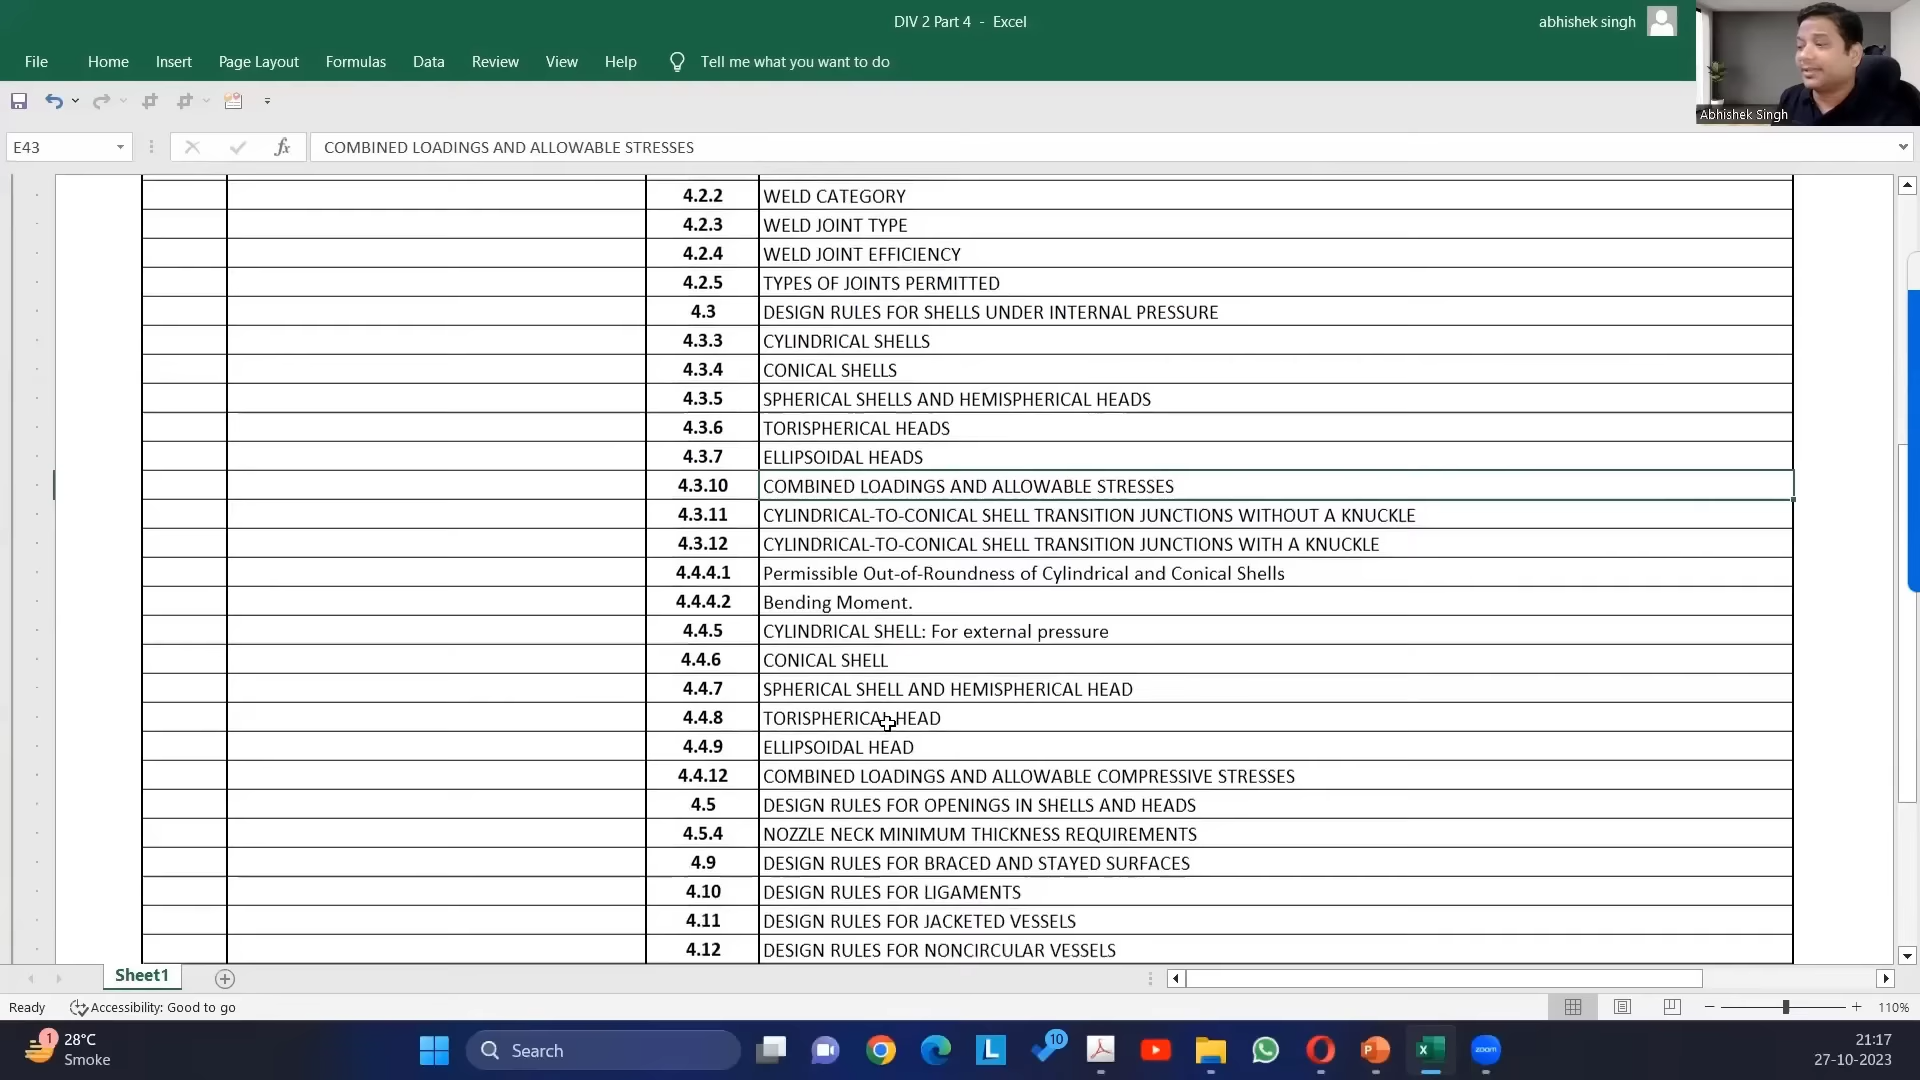 DIV 2 Part 4 - Excel
abhishek singh
File Home Insert Page Layout Formulas Data Review View Help Tell me what you want to do
Abhishek Singh
E43 fx COMBINED LOADINGS AND ALLOWABLE STRESSES
4.2.2 WELD CATEGORY
4.2.3 WELD JOINT TYPE
4.2.4 WELD JOINT EFFICIENCY
4.2.5 TYPES OF JOINTS PERMITTED
4.3 DESIGN RULES FOR SHELLS UNDER INTERNAL PRESSURE
4.3.3 CYLINDRICAL SHELLS
4.3.4 CONICAL SHELLS
4.3.5 SPHERICAL SHELLS AND HEMISPHERICAL HEADS
4.3.6 TORISPHERICAL HEADS
4.3.7 ELLIPSOIDAL HEADS
4.3.10 COMBINED LOADINGS AND ALLOWABLE STRESSES
4.3.11 CYLINDRICAL-TO-CONICAL SHELL TRANSITION JUNCTIONS WITHOUT A KNUCKLE
4.3.12 CYLINDRICAL-TO-CONICAL SHELL TRANSITION JUNCTIONS WITH A KNUCKLE
4.4.4.1 Permissible Out-of-Roundness of Cylindrical and Conical Shells
4.4.4.2 Bending Moment.
4.4.5 CYLINDRICAL SHELL: For external pressure
4.4.6 CONICAL SHELL
4.4.7 SPHERICAL SHELL AND HEMISPHERICAL HEAD
4.4.8 TORISPHERICAL HEAD
4.4.9 ELLIPSOIDAL HEAD
4.4.12 COMBINED LOADINGS AND ALLOWABLE COMPRESSIVE STRESSES
4.5 DESIGN RULES FOR OPENINGS IN SHELLS AND HEADS
4.5.4 NOZZLE NECK MINIMUM THICKNESS REQUIREMENTS
4.9 DESIGN RULES FOR BRACED AND STAYED SURFACES
4.10 DESIGN RULES FOR LIGAMENTS
4.11 DESIGN RULES FOR JACKETED VESSELS
4.12 DESIGN RULES FOR NONCIRCULAR VESSELS
Sheet1
Ready Accessibility: Good to go 110%
1 28°C
Smoke
Search
L
10
zoom
21:17
27-10-2023